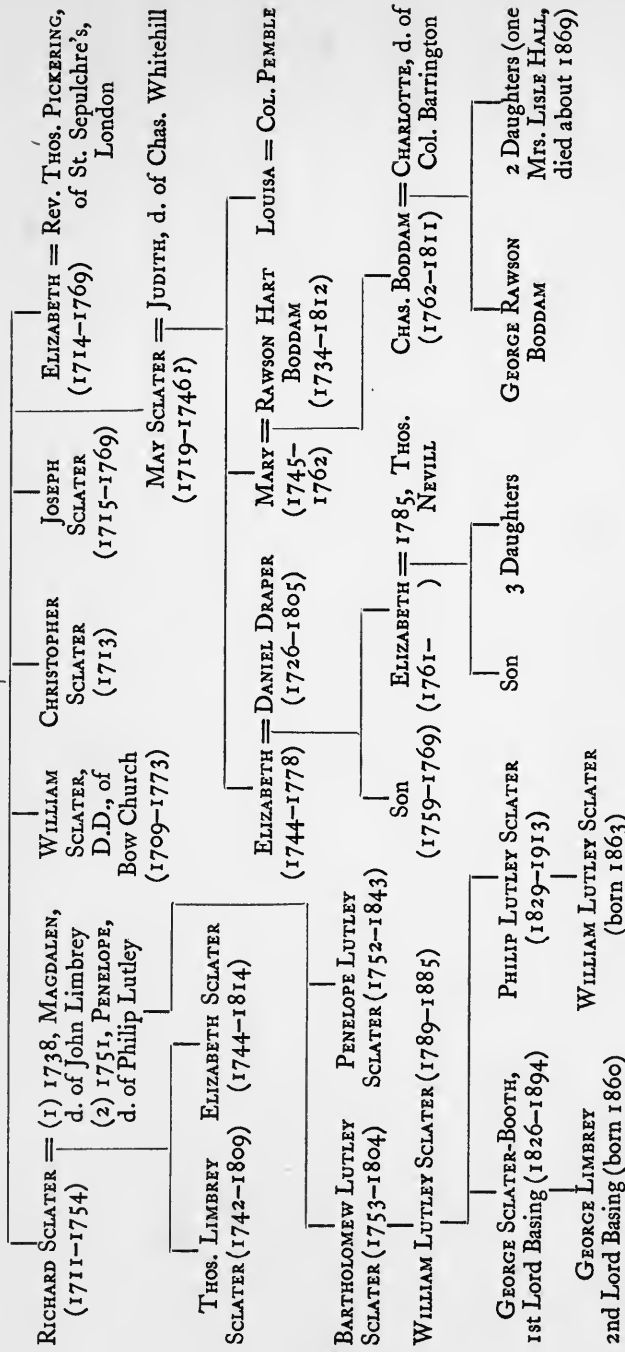 RICHARD SCLATER = (1) 1738, MAGDALEN,
(1711–1754) d. of John Limbrey
(2) 1751, PENELOPE,
d. of Philip Lutley
WILLIAM
SCLATER,
D.D., of
Bow Church
(1709–1773)
CHRISTOPHER
SCLATER
(1713)
JOSEPH
SCLATER
(1715–1769)
ELIZABETH = Rev. THOS. PICKERING,
(1714–1769) of St. Sepulchre's,
London
MAY SCLATER = JUDITH, d. of Chas. Whitehill
(1719–1746?)
THOS. LIMBREY
SCLATER (1742–1809)
ELIZABETH SCLATER
(1744–1814)
ELIZABETH = DANIEL DRAPER
(1744–1778) (1726–1805)
MARY = RAWSON HART
(1745– BODDAM
1762) (1734–1812)
LOUISA = COL. PEMBLE
BARTHOLOMEW LUTLEY
SCLATER (1753–1804)
PENELOPE LUTLEY
SCLATER (1752–1843)
SON
(1759–1769)
ELIZABETH = 1785, THOS.
(1761– ) NEVILL
CHAS. BODDAM = CHARLOTTE, d. of
(1762–1811) Col. Barrington
WILLIAM LUTLEY SCLATER (1789–1885)
Son
3 Daughters
GEORGE RAWSON
BODDAM
2 Daughters (one
Mrs. LISLE HALL,
died about 1869)
GEORGE SCLATER-BOOTH,
1st Lord Basing (1826–1894)
PHILIP LUTLEY SCLATER
(1829–1913)
GEORGE LIMBREY
2nd Lord Basing (born 1860)
WILLIAM LUTLEY SCLATER
(born 1863)